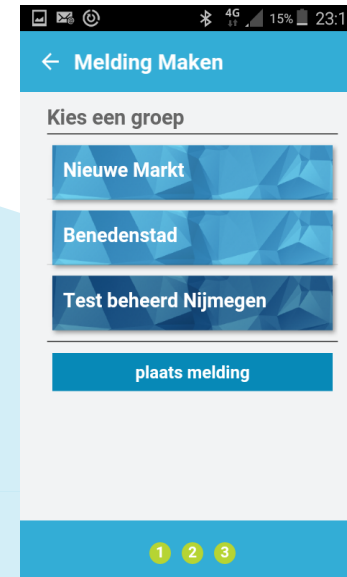 4G 15% 23:1
← Melding Maken
Kies een groep
Nieuwe Markt
Benedenstad
Test beheerd Nijmegen
plaats melding
1 2 3